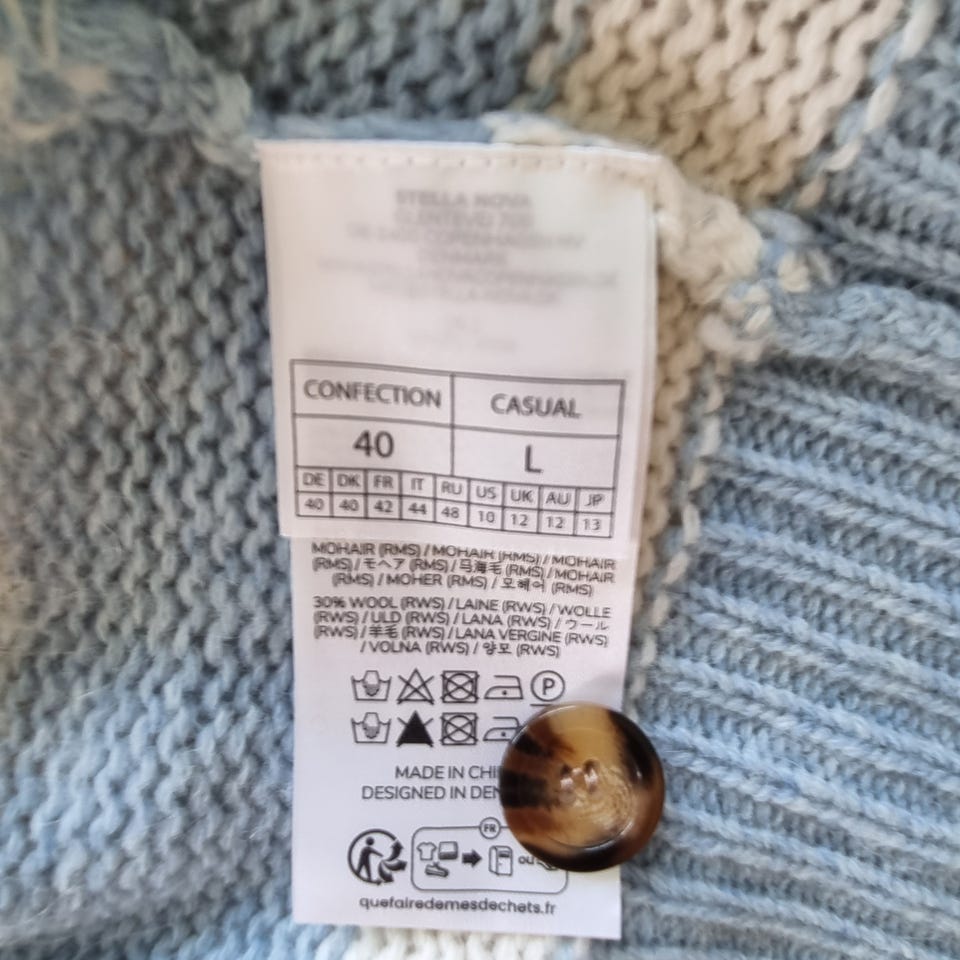 STELLA NOVA
DENMARK
CONFECTION CASUAL
40 L
DE DK FR IT RU US UK AU JP
40 40 42 44 48 10 12 12 13
MOHAIR (RMS) / MOHAIR (RMS) / MOHAIR
(RMS) / モヘア (RMS) / 马海毛 (RMS) / MOHAIR
(RMS) / MOHER (RMS) / 모헤어 (RMS)
30% WOOL (RWS) / LAINE (RWS) / WOLLE
(RWS) / ULD (RWS) / LANA (RWS) / ウール
(RWS) / 羊毛 (RWS) / LANA VERGINE (RWS)
/ VOLNA (RWS) / 양모 (RWS)
P
MADE IN CHI
DESIGNED IN DEN
FR
ou
quefairedemesdechets.fr